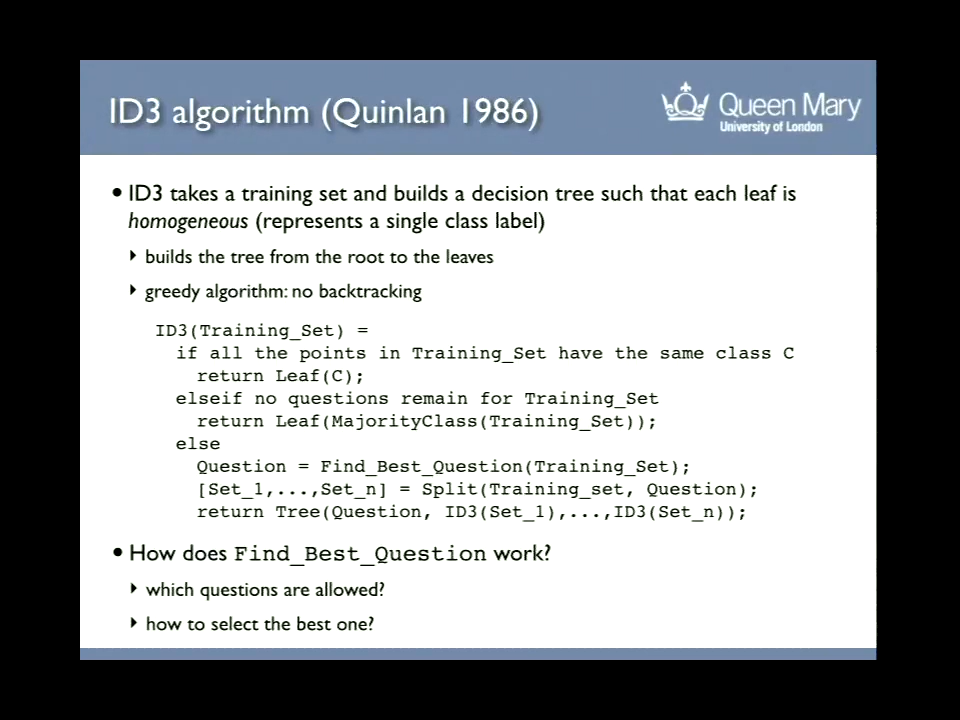 ID3 algorithm (Quinlan 1986)
Queen Mary
University of London
• ID3 takes a training set and builds a decision tree such that each leaf is
homogeneous (represents a single class label)
‣ builds the tree from the root to the leaves
‣ greedy algorithm: no backtracking
ID3(Training_Set) =
  if all the points in Training_Set have the same class C
    return Leaf(C);
  elseif no questions remain for Training_Set
    return Leaf(MajorityClass(Training_Set));
  else
    Question = Find_Best_Question(Training_Set);
    [Set_1,...,Set_n] = Split(Training_set, Question);
    return Tree(Question, ID3(Set_1),...,ID3(Set_n));
• How does Find_Best_Question work?
‣ which questions are allowed?
‣ how to select the best one?